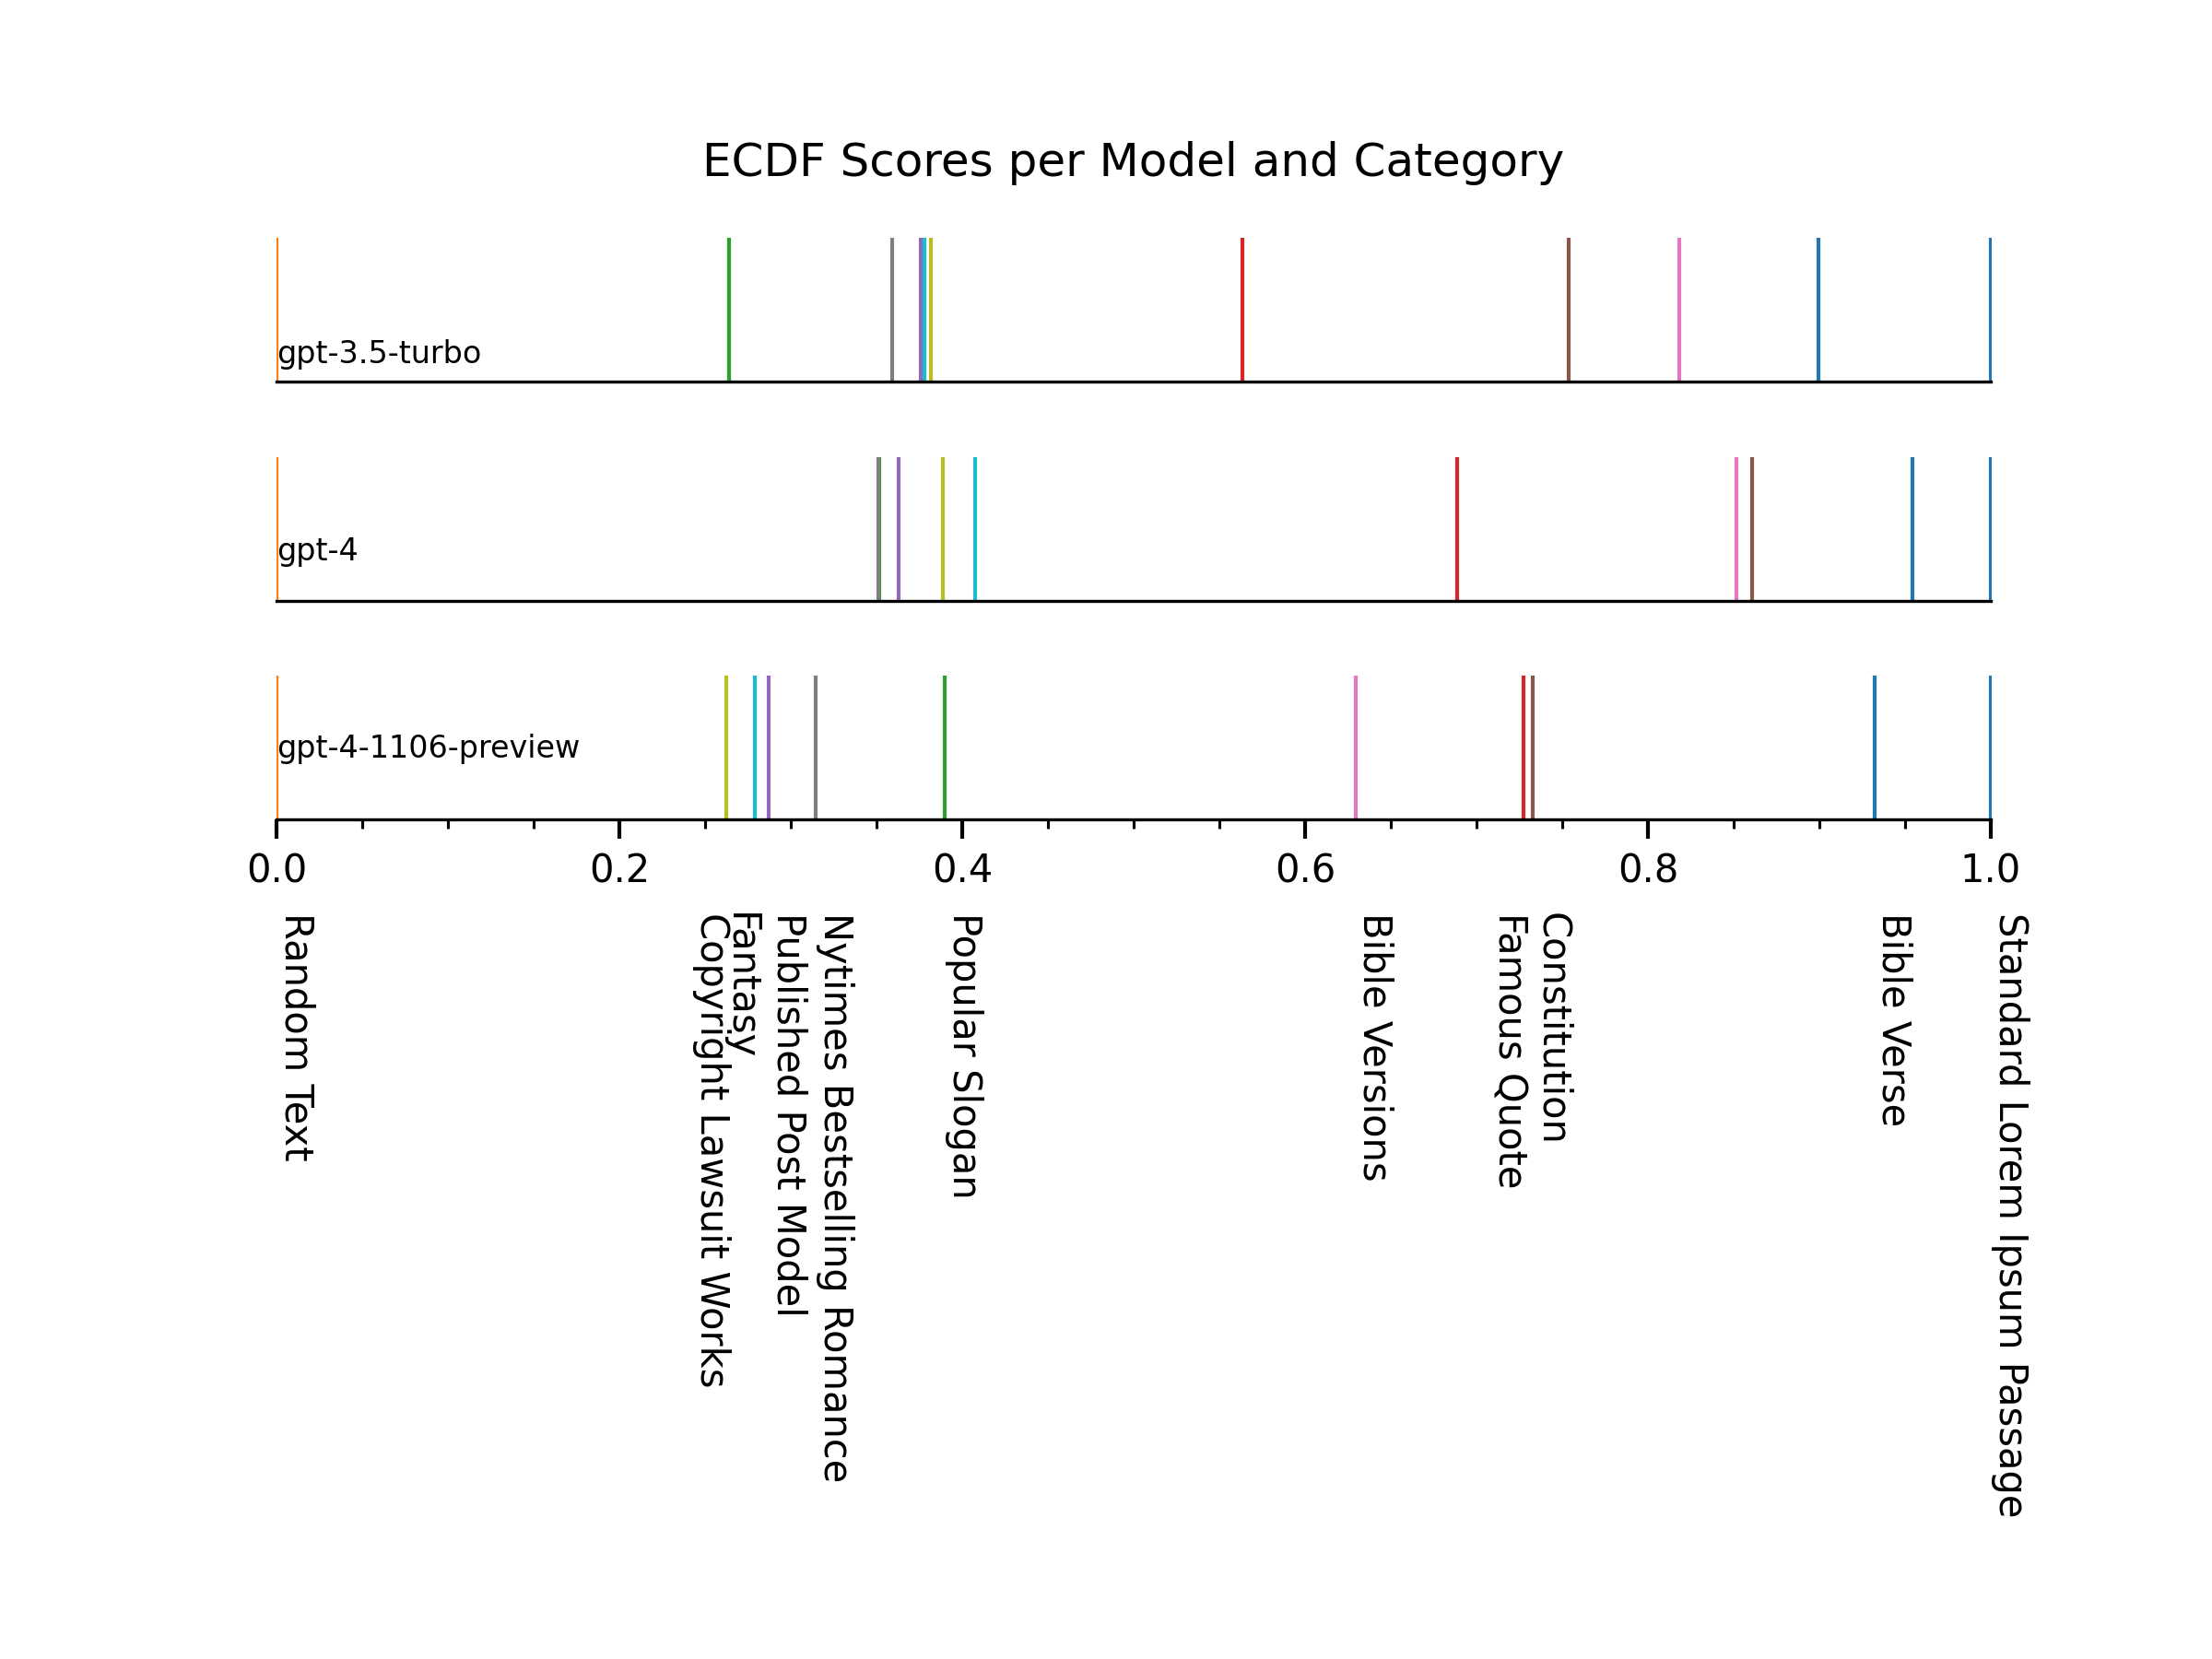 ECDF Scores per Model and Category
gpt-3.5-turbo
gpt-4
gpt-4-1106-preview
0.0
0.2
0.4
0.6
0.8
1.0
Random Text
Copyright Lawsuit Works
Fantasy
Published Post Model
Nytimes Bestselling Romance
Popular Slogan
Bible Versions
Famous Quote
Constitution
Bible Verse
Standard Lorem Ipsum Passage